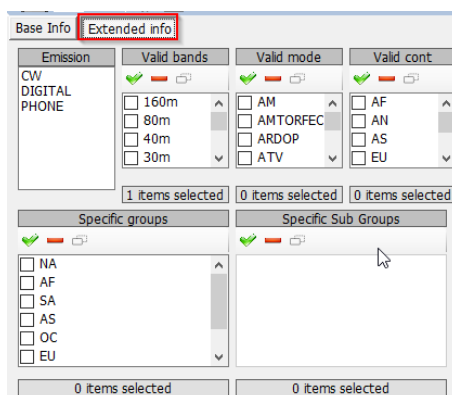 Base Info Extended info
Emission Valid bands Valid mode Valid cont
CW
DIGITAL
PHONE
160m
80m
40m
30m
AM
AMTORFEC
ARDOP
ATV
AF
AN
AS
EU
1 items selected 0 items selected 0 items selected
Specific groups Specific Sub Groups
NA
AF
SA
AS
OC
EU
0 items selected 0 items selected